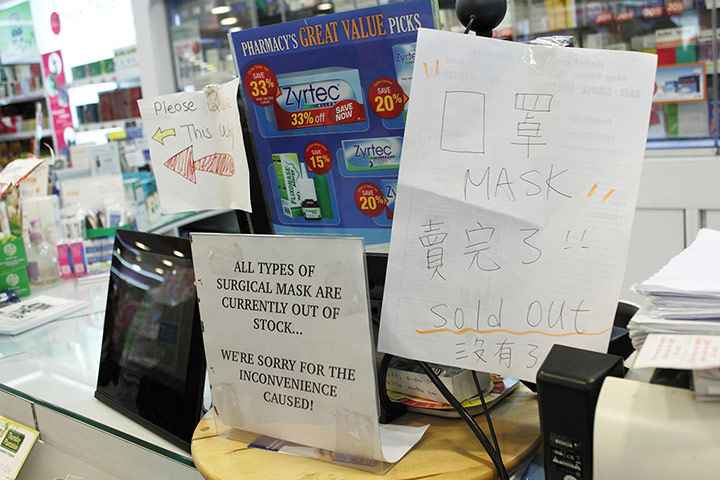 PHARMACY'S GREAT VALUE PICKS
SAVE
33%
Zyrtec
33% off
SAVE
NOW
SAVE
20%
SAVE
15%
Zyrtec
SAVE
20%
Please
This W
ALL TYPES OF
SURGICAL MASK ARE
CURRENTLY OUT OF
STOCK...
WE'RE SORRY FOR THE
INCONVENIENCE
CAUSED!
"口罩
MASK"
賣完了!!
sold out
沒有了